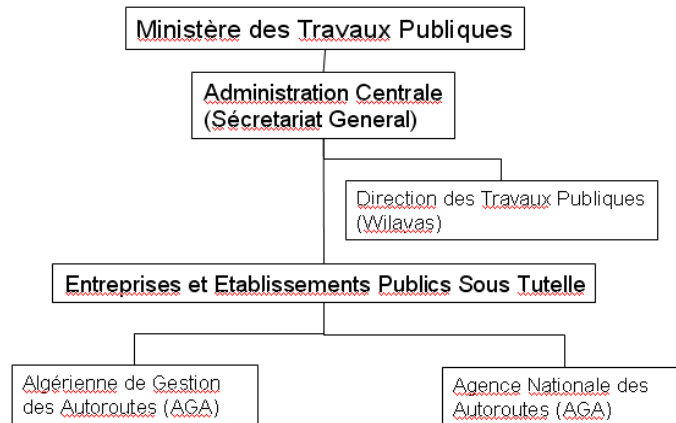 Ministère des Travaux Publiques
Administration Centrale
(Sécretariat General)
Direction des Travaux Publiques
(Wilayas)
Entreprises et Etablissements Publics Sous Tutelle
Algérienne de Gestion
des Autoroutes (AGA)
Agence Nationale des
Autoroutes (AGA)